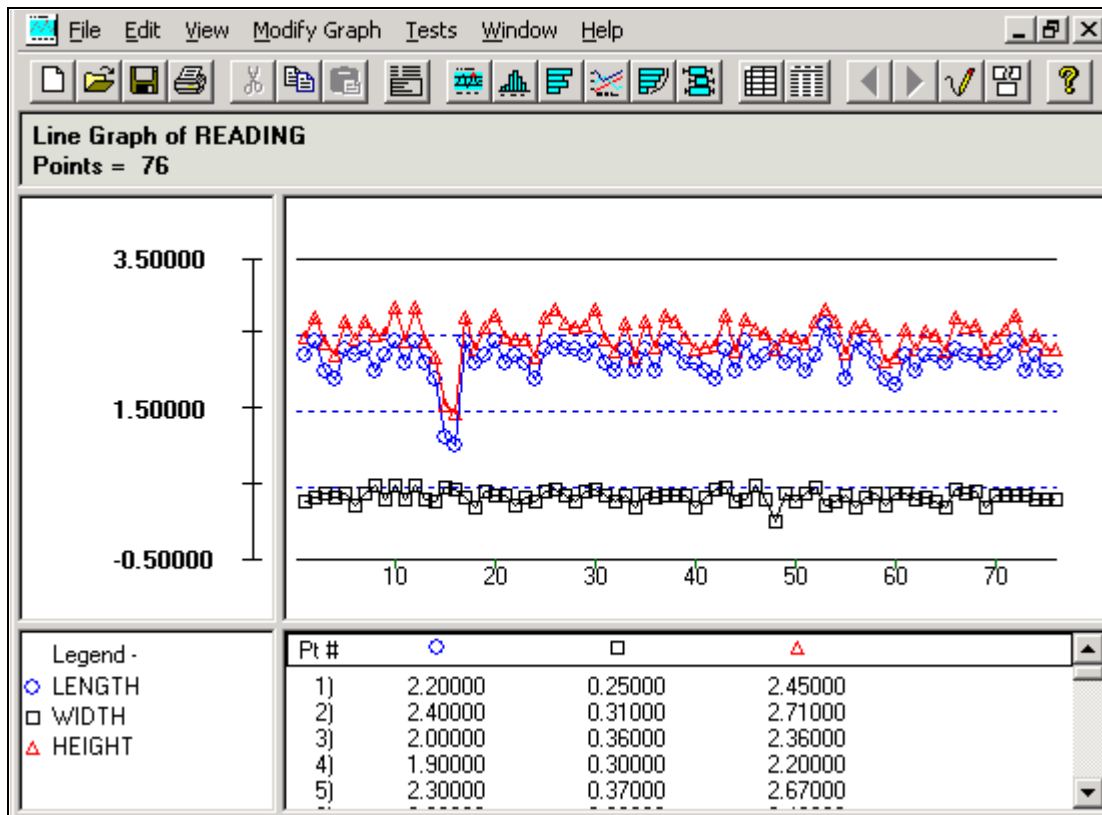 File Edit View Modify Graph Tests Window Help
Line Graph of READING
Points = 76
3.50000
1.50000
-0.50000
10 20 30 40 50 60 70
Legend -
LENGTH
WIDTH
HEIGHT
Pt #
1) 2.20000 0.25000 2.45000
2) 2.40000 0.31000 2.71000
3) 2.00000 0.36000 2.36000
4) 1.90000 0.30000 2.20000
5) 2.30000 0.37000 2.67000